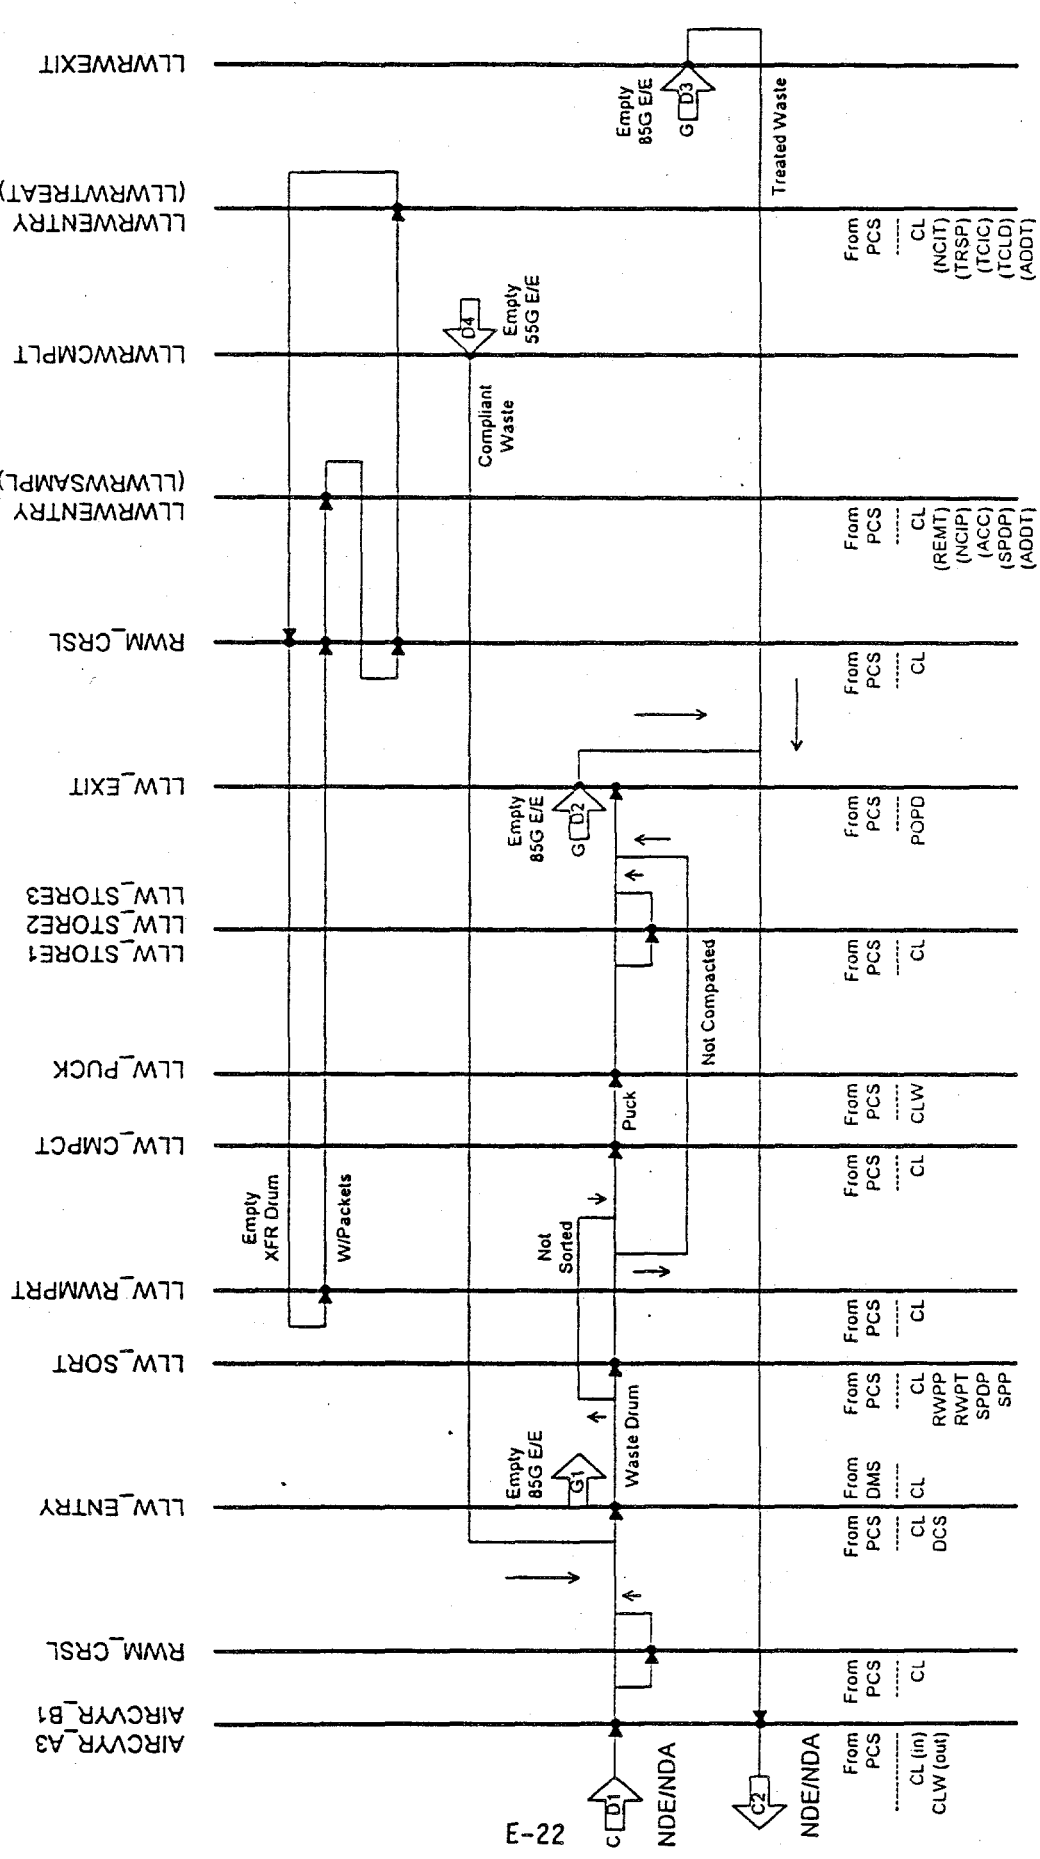 LLWRWEXIT
LLWRWENTRY
(LLWRWTREAT)
LLWRWCMPLT
LLWRWENTRY
(LLWRWSAMPL)
RWM_CRSL
LLW_EXIT
LLW_STORE1
LLW_STORE2
LLW_STORE3
LLW_PUCK
LLW_CMPCT
LLW_RWMPRT
LLW_SORT
LLW_ENTRY
RWM_CRSL
AIRCVYR_A3
AIRCVYR_B1
Empty
XFR Drum
W/Packets
Compliant
Waste
D4
Empty
55G E/E
Empty
85G E/E
G D3
Treated Waste
Empty
85G E/E
G D2
Not Compacted
Puck
Not
Sorted
Waste Drum
Empty
85G E/E
G1
C D1
NDE/NDA
C2
NDE/NDA
From
PCS
CL
(NCIT)
(TRSP)
(TCIC)
(TCLD)
(ADDT)
From
PCS
CL
(REMT)
(NCIP)
(ACC)
(SPDP)
(ADDT)
From
PCS
CL
From
PCS
POPD
From
PCS
CL
From
PCS
CLW
From
PCS
CL
From
PCS
CL
From
PCS
CL
RWPP
RWPT
SPDP
SPP
From
DMS
CL
From
PCS
CL
DCS
From
PCS
CL
From
PCS
CL (in)
CLW (out)
E-22